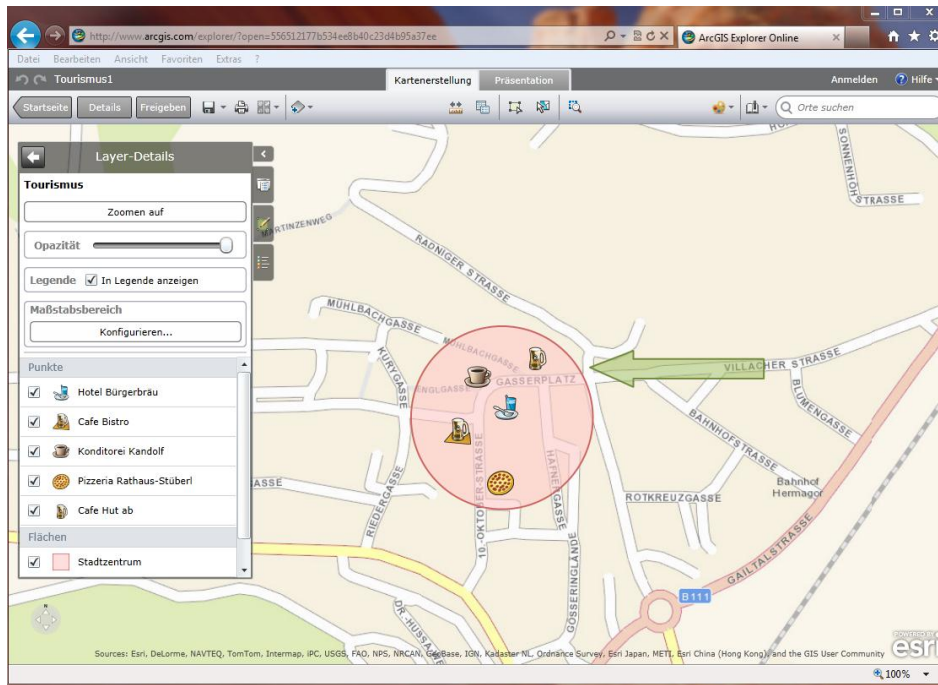 http://www.arcgis.com/explorer/?open=556512177b534ee8b40c23d4b95a37ee
ArcGIS Explorer Online
Datei Bearbeiten Ansicht Favoriten Extras ?
Tourismus1
Kartenerstellung Präsentation
Anmelden ? Hilfe
Startseite Details Freigeben
Orte suchen
Layer-Details
Tourismus
Zoomen auf
Opazität
Legende In Legende anzeigen
Maßstabsbereich
Konfigurieren...
Punkte
Hotel Bürgerbräu
Cafe Bistro
Konditorei Kandolf
Pizzeria Rathaus-Stüberl
Cafe Hut ab
Flächen
Stadtzentrum
SONNENHÖH
STRASSE
MARTINZENWEG
RADNIGER STRASSE
MÜHLBACHGASSE
MÜHLBACHGASSE
KURYGASSE
GASSERPLATZ
VILLACHER STRASSE
BLUMENGASSE
BAHNHOFSTRASSE
Bahnhof
Hermagor
ROTKREUZGASSE
RIEDERGASSE
10.-OKTOBER-STRASSE
HAFNERGASSE
GÖSSERINGLÄNDE
GAILTALSTRASSE
B111
Sources: Esri, DeLorme, NAVTEQ, TomTom, Intermap, iPC, USGS, FAO, NPS, NRCAN, GeoBase, IGN, Kadaster NL, Ordnance Survey, Esri Japan, METI, Esri China (Hong Kong), and the GIS User Community
POWERED BY
esri
100%